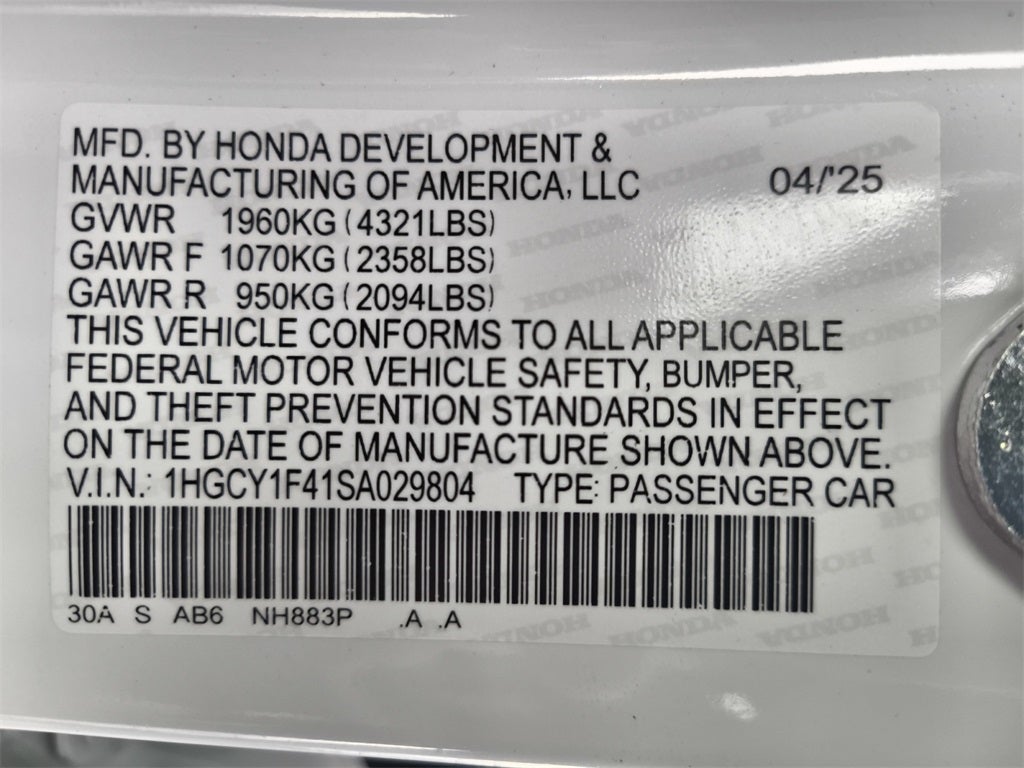 MFD. BY HONDA DEVELOPMENT &
MANUFACTURING OF AMERICA, LLC 04/'25
GVWR 1960KG (4321LBS)
GAWR F 1070KG (2358LBS)
GAWR R 950KG (2094LBS)
THIS VEHICLE CONFORMS TO ALL APPLICABLE
FEDERAL MOTOR VEHICLE SAFETY, BUMPER,
AND THEFT PREVENTION STANDARDS IN EFFECT
ON THE DATE OF MANUFACTURE SHOWN ABOVE.
V.I.N.: 1HGCY1F41SA029804 TYPE: PASSENGER CAR
30A S AB6 NH883P .A .A